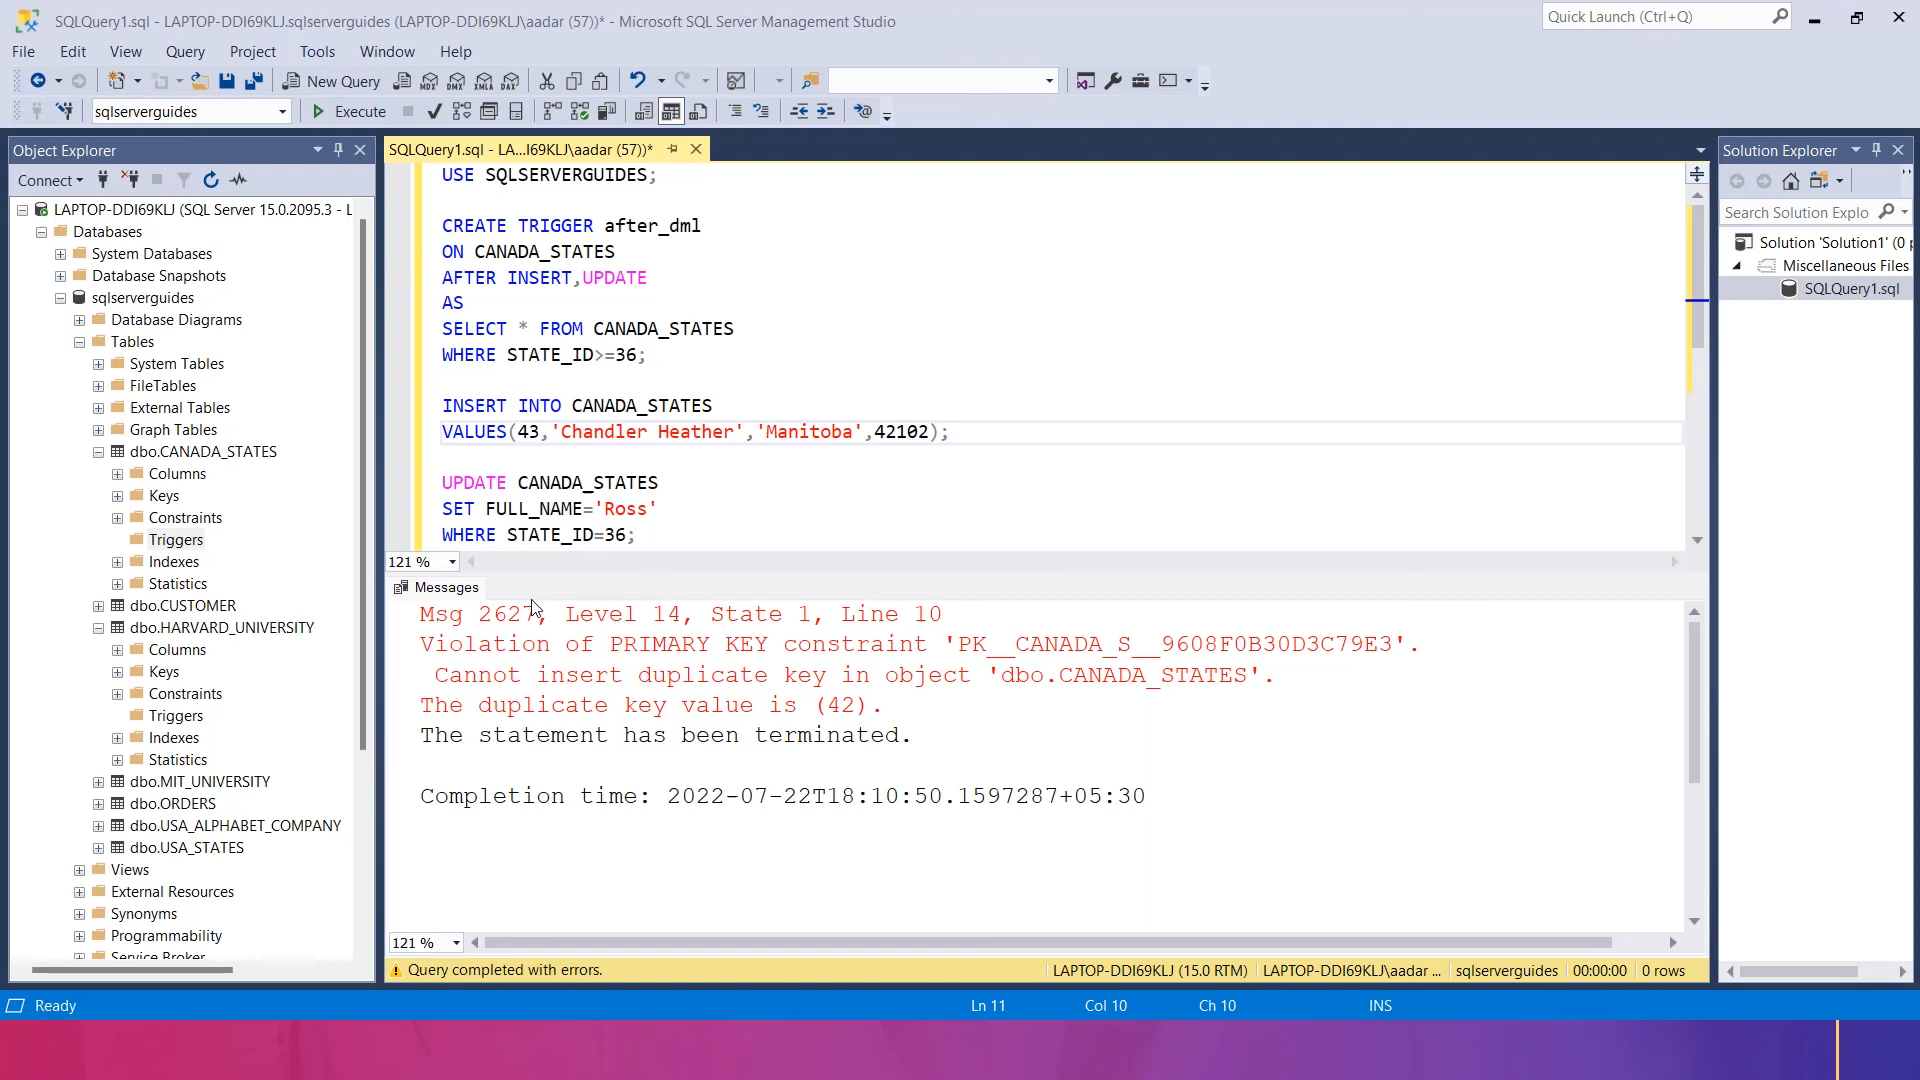 SQLQuery1.sql - LAPTOP-DDI69KLJ.sqlserverguides (LAPTOP-DDI69KLJ\aadar (57))* - Microsoft SQL Server Management Studio
Quick Launch (Ctrl+Q)
File Edit View Query Project Tools Window Help
New Query
MDX DMX XMLA DAX
sqlserverguides
Execute
Object Explorer
Connect
LAPTOP-DDI69KLJ (SQL Server 15.0.2095.3 - L
Databases
System Databases
Database Snapshots
sqlserverguides
Database Diagrams
Tables
System Tables
FileTables
External Tables
Graph Tables
dbo.CANADA_STATES
Columns
Keys
Constraints
Triggers
Indexes
Statistics
dbo.CUSTOMER
dbo.HARVARD_UNIVERSITY
Columns
Keys
Constraints
Triggers
Indexes
Statistics
dbo.MIT_UNIVERSITY
dbo.ORDERS
dbo.USA_ALPHABET_COMPANY
dbo.USA_STATES
Views
External Resources
Synonyms
Programmability
Service Broker
SQLQuery1.sql - LA...I69KLJ\aadar (57))*
USE SQLSERVERGUIDES;
CREATE TRIGGER after_dml
ON CANADA_STATES
AFTER INSERT,UPDATE
AS
SELECT * FROM CANADA_STATES
WHERE STATE_ID>=36;
INSERT INTO CANADA_STATES
VALUES(43,'Chandler Heather','Manitoba',42102);
UPDATE CANADA_STATES
SET FULL_NAME='Ross'
WHERE STATE_ID=36;
121 %
Messages
Msg 2627, Level 14, State 1, Line 10
Violation of PRIMARY KEY constraint 'PK__CANADA_S__9608F0B30D3C79E3'.
Cannot insert duplicate key in object 'dbo.CANADA_STATES'.
The duplicate key value is (42).
The statement has been terminated.
Completion time: 2022-07-22T18:10:50.1597287+05:30
121 %
Query completed with errors.
LAPTOP-DDI69KLJ (15.0 RTM)
LAPTOP-DDI69KLJ\aadar ...
sqlserverguides
00:00:00
0 rows
Solution Explorer
Search Solution Explo
Solution 'Solution1' (0 p
Miscellaneous Files
SQLQuery1.sql
Ready
Ln 11
Col 10
Ch 10
INS